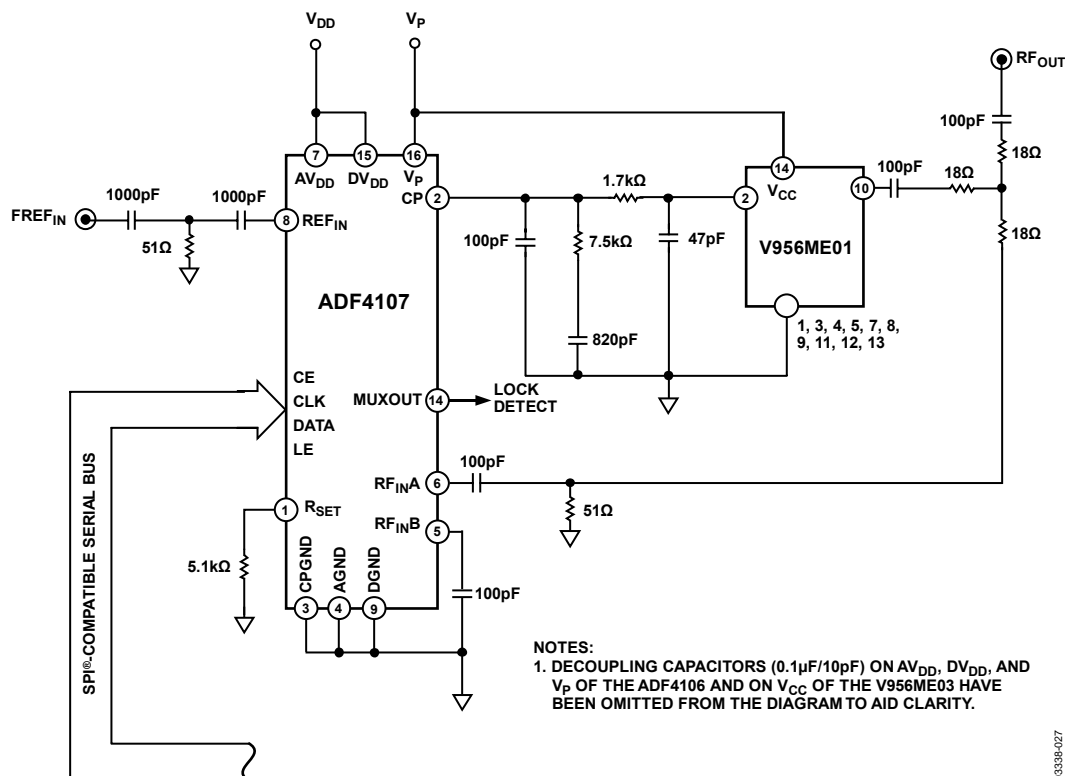 VDD
VP
RFOUT
100pF
18Ω
7
15
16
AVDD
DVDD
VP
CP
2
1.7kΩ
2
14
VCC
10
100pF
18Ω
18Ω
FREFIN
1000pF
1000pF
51Ω
8
REFIN
100pF
7.5kΩ
47pF
V956ME01
ADF4107
820pF
1, 3, 4, 5, 7, 8,
9, 11, 12, 13
CE
CLK
DATA
LE
MUXOUT
14
LOCK
DETECT
SPI®-COMPATIBLE SERIAL BUS
RFINA
6
100pF
51Ω
1
RSET
RFINB
5
5.1kΩ
CPGND
AGND
DGND
100pF
3
4
9
NOTES:
1. DECOUPLING CAPACITORS (0.1µF/10pF) ON AVDD, DVDD, AND
VP OF THE ADF4106 AND ON VCC OF THE V956ME03 HAVE
BEEN OMITTED FROM THE DIAGRAM TO AID CLARITY.